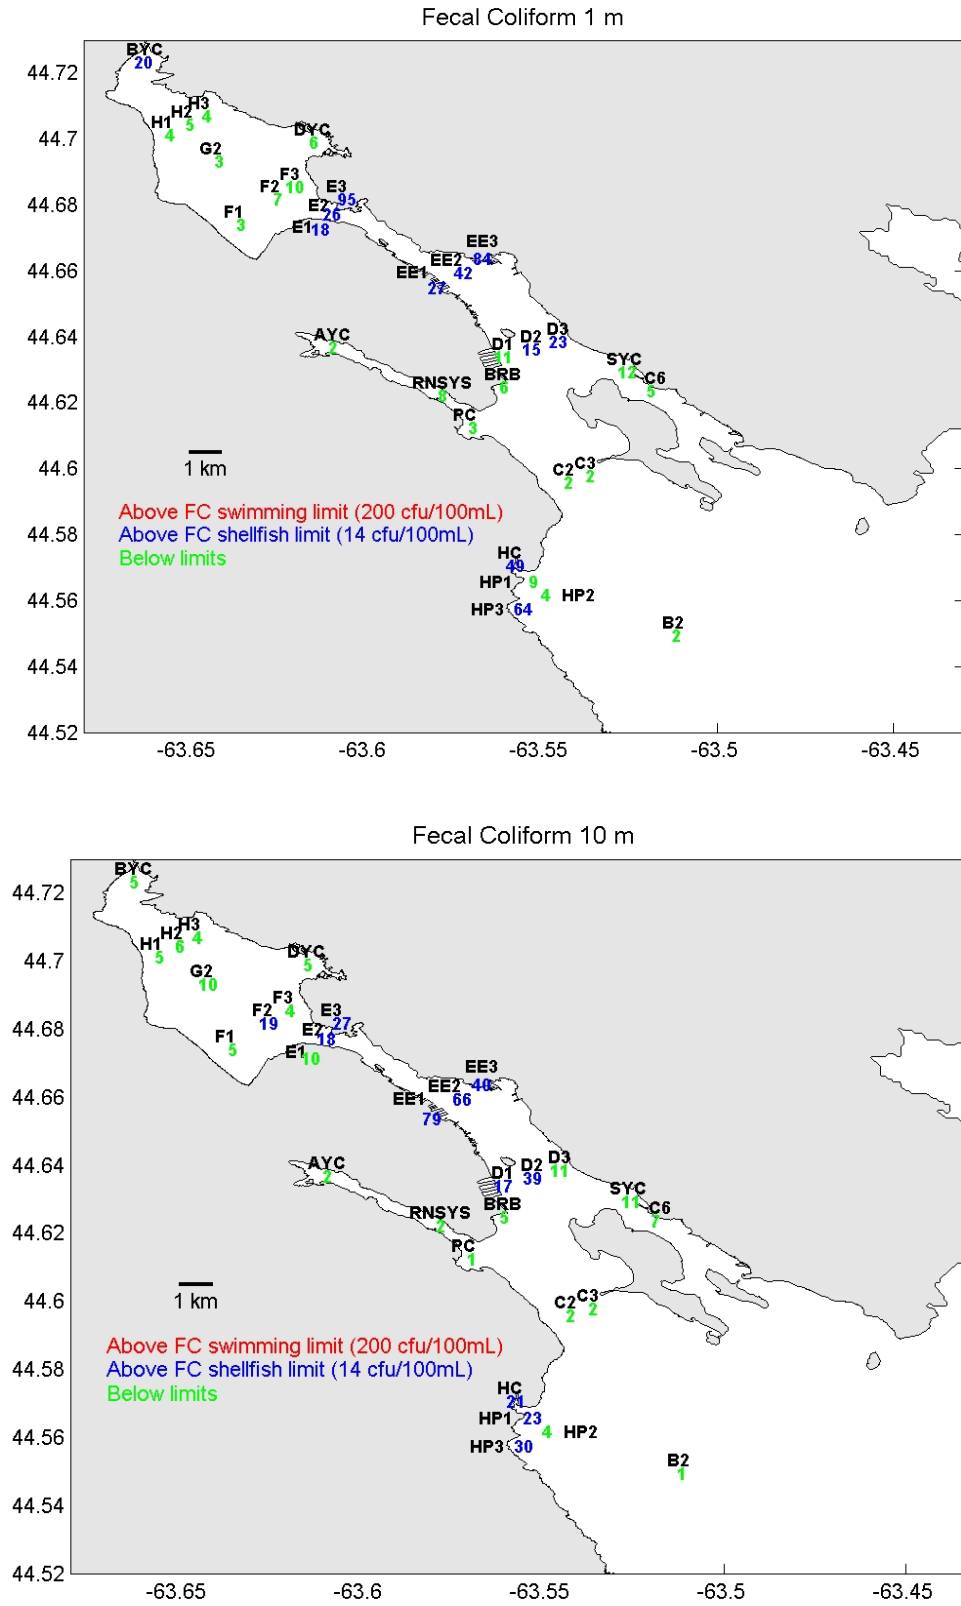 Fecal Coliform 1 m
BYC
20
44.72
H3
4
H2
5
H1
4
DYC
6
44.7
G2
3
F3
10
F2
7
E3
95
44.68
E2
26
F1
3
E1
18
EE3
84
EE2
42
44.66
EE1
27
D3
23
D2
15
D1
11
44.64
AYC
2
SYC
12
C6
5
BRB
6
RNSYS
8
44.62
PC
3
1 km
44.6
C2
2
C3
2
Above FC swimming limit (200 cfu/100mL)
Above FC shellfish limit (14 cfu/100mL)
Below limits
44.58
HC
49
HP1
9
4
HP2
44.56
HP3
64
B2
2
44.54
44.52
-63.65
-63.6
-63.55
-63.5
-63.45
Fecal Coliform 10 m
BYC
5
44.72
H3
4
H2
6
H1
5
DYC
5
44.7
G2
10
F3
4
F2
19
E3
27
44.68
E2
18
F1
5
E1
10
EE3
40
EE2
66
44.66
EE1
79
D3
11
D2
39
D1
17
44.64
AYC
2
SYC
11
C6
7
BRB
5
RNSYS
2
44.62
PC
1
1 km
44.6
C2
2
C3
2
Above FC swimming limit (200 cfu/100mL)
Above FC shellfish limit (14 cfu/100mL)
Below limits
44.58
HC
21
HP1
23
4
HP2
44.56
HP3
30
B2
1
44.54
44.52
-63.65
-63.6
-63.55
-63.5
-63.45